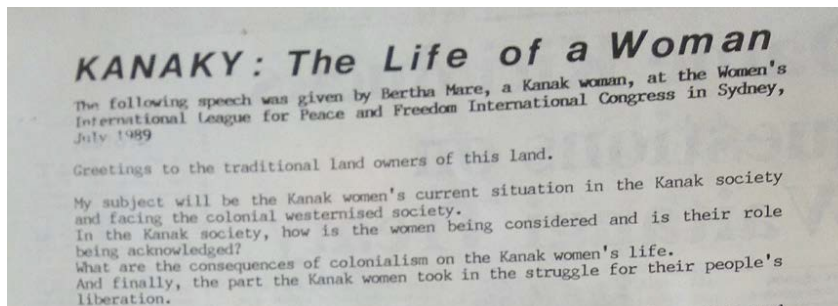 KANAKY: The Life of a Woman
The following speech was given by Bertha Mare, a Kanak woman, at the Women's
International League for Peace and Freedom International Congress in Sydney,
July 1989
Greetings to the traditional land owners of this land.
My subject will be the Kanak women's current situation in the Kanak society
and facing the colonial westernised society.
In the Kanak society, how is the women being considered and is their role
being acknowledged?
What are the consequences of colonialism on the Kanak women's life.
And finally, the part the Kanak women took in the struggle for their people's
liberation.